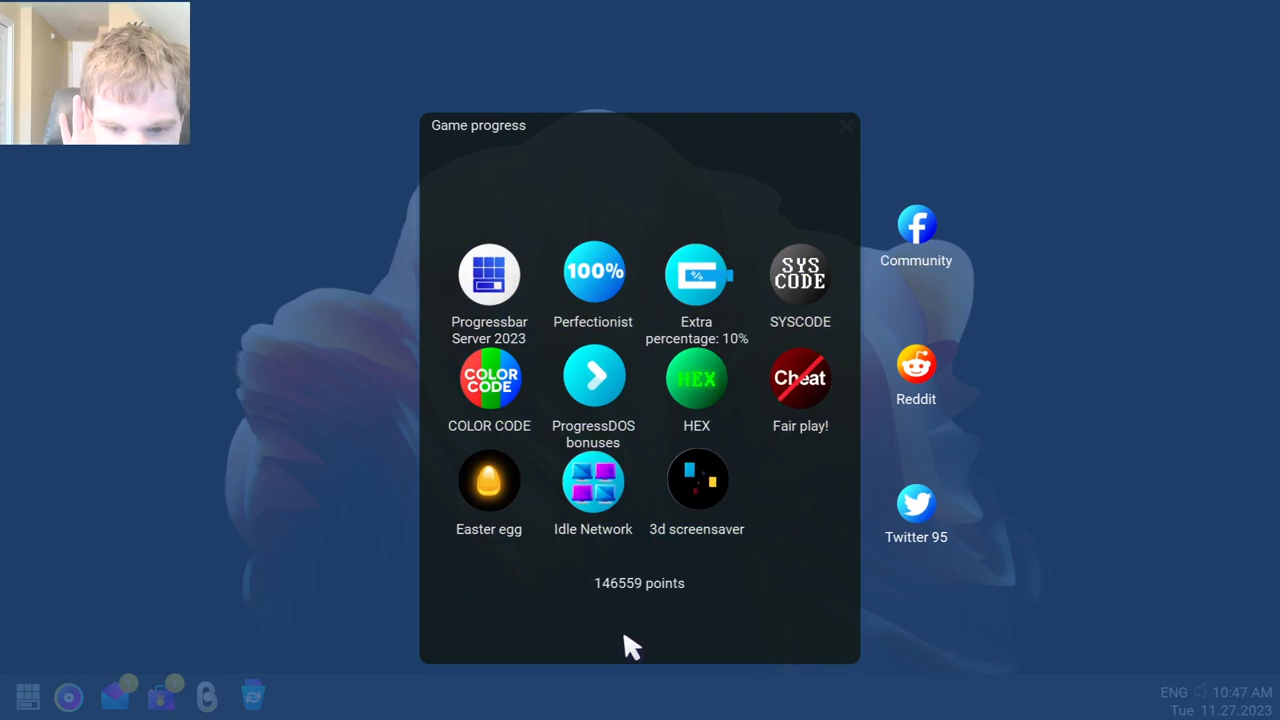 Game progress
100%
%
SYS
CODE
Progressbar
Server 2023
Perfectionist
Extra
percentage: 10%
SYSCODE
COLOR
CODE
HEX
Cheat
COLOR CODE
ProgressDOS
bonuses
HEX
Fair play!
Easter egg
Idle Network
3d screensaver
146559 points
Community
Reddit
Twitter 95
ENG 10:47 AM
Tue 11.27.2023